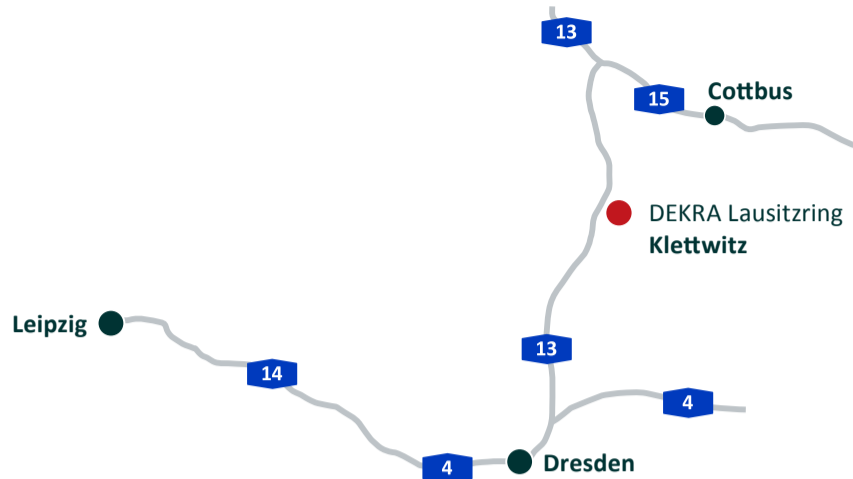 13
15
Cottbus
DEKRA Lausitzring
Klettwitz
Leipzig
13
14
4
4
Dresden